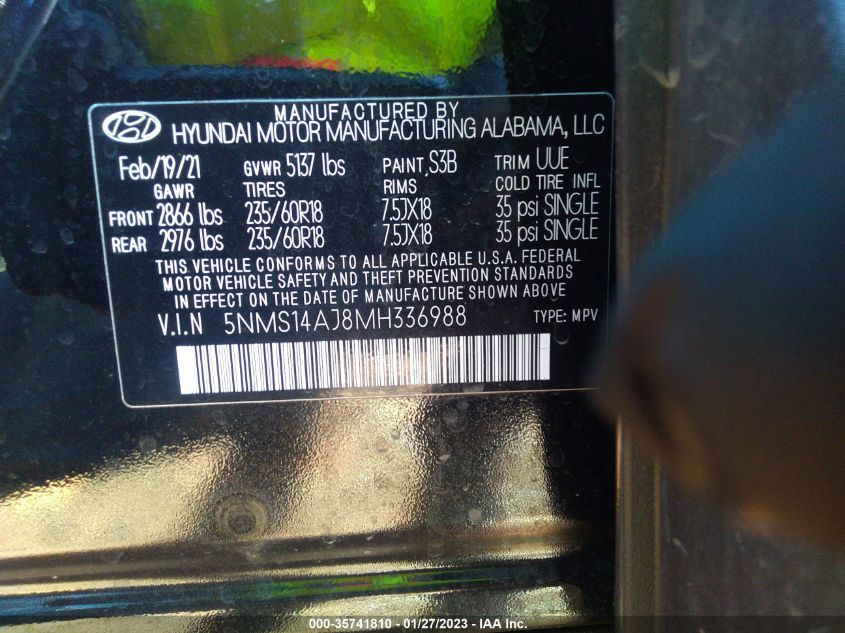 MANUFACTURED BY
HYUNDAI MOTOR MANUFACTURING ALABAMA, LLC
Feb/19/21 GVWR 5137 lbs PAINT, S3B TRIM UUE
GAWR TIRES RIMS COLD TIRE INFL
FRONT 2866 lbs 235/60R18 7.5JX18 35 psi SINGLE
REAR 2976 lbs 235/60R18 7.5JX18 35 psi SINGLE
THIS VEHICLE CONFORMS TO ALL APPLICABLE U.S.A. FEDERAL
MOTOR VEHICLE SAFETY AND THEFT PREVENTION STANDARDS
IN EFFECT ON THE DATE OF MANUFACTURE SHOWN ABOVE
V.I.N 5NMS14AJ8MH336988 TYPE: MPV
000-35741810 - 01/27/2023 - IAA Inc.